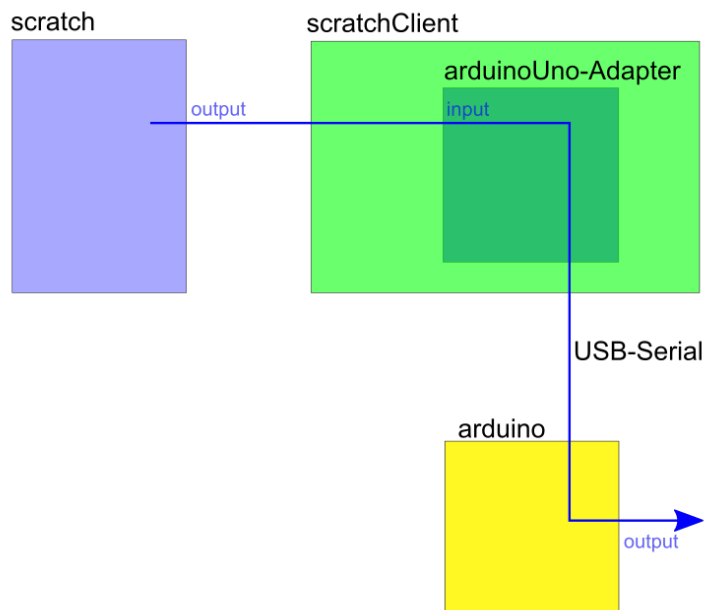 scratch
scratchClient
arduinoUno-Adapter
output
input
USB-Serial
arduino
output